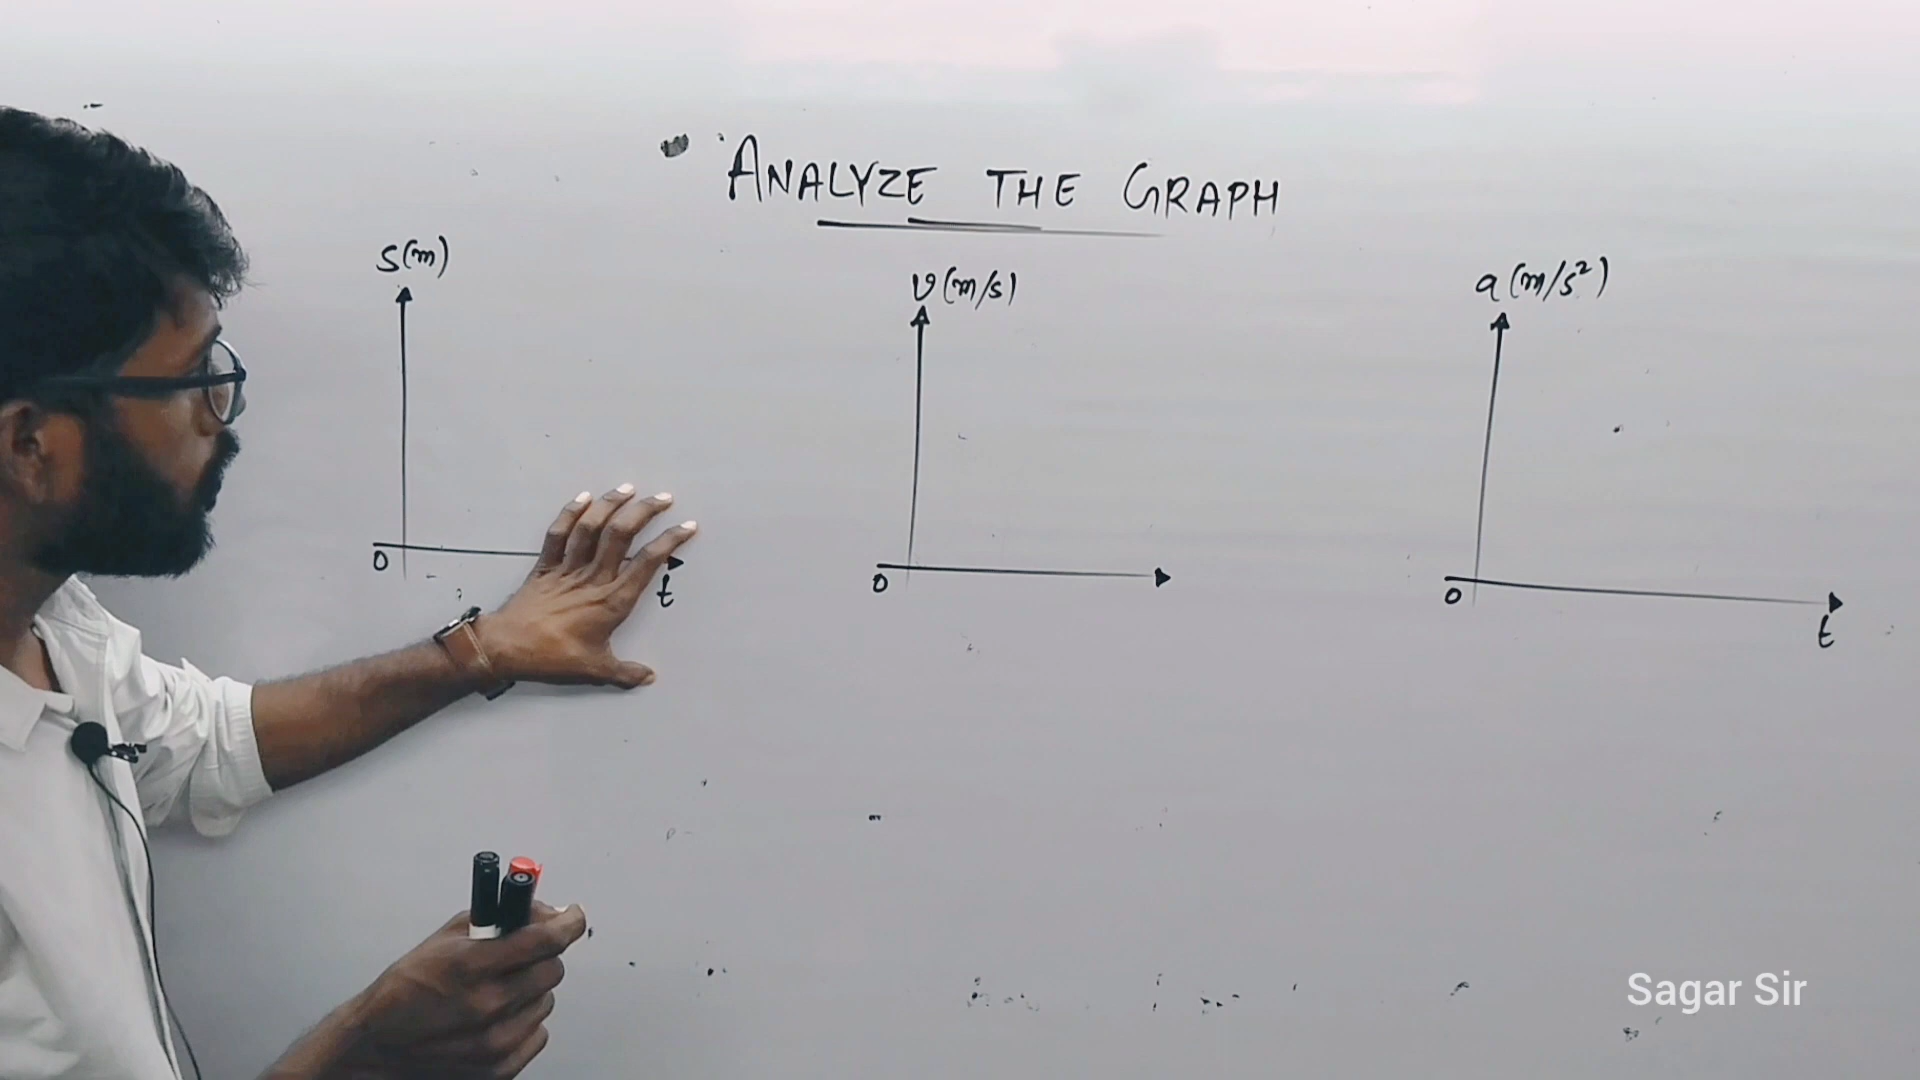 • ANALYZE THE GRAPH
S(m)
v(m/s)
a(m/s²)
0
t
0
0
t
Sagar Sir